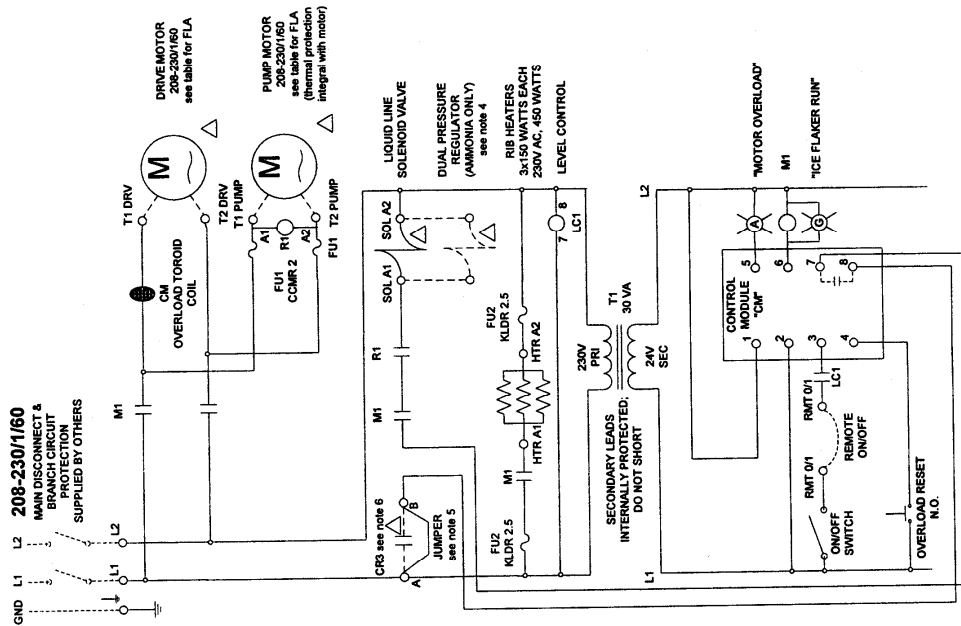 208-230/1/60
MAIN DISCONNECT &
BRANCH CIRCUIT
PROTECTION
SUPPLIED BY OTHERS
GND
L1
L2
L1
L2
M1
CM
OVERLOAD TOROID
COIL
T1 DRV
T2 DRV
M
DRIVE MOTOR
208-230/1/60
see table for FLA
T1 PUMP
T2 PUMP
A1
R1
A2
FU1
FU1
CCMR 2
M
PUMP MOTOR
208-230/1/60
see table for FLA
(thermal protection
integral with motor)
CR3 see note 6
A
B
JUMPER
see note 5
M1
R1
SOL A1
SOL A2
LIQUID LINE
SOLENOID VALVE
DUAL PRESSURE
REGULATOR
(AMMONIA ONLY)
see note 4
FU2
KLDR 2.5
M1
HTR A1
HTR A2
FU2
KLDR 2.5
RIB HEATERS
3x150 WATTS EACH
230V AC, 450 WATTS
7
8
LC1
LEVEL CONTROL
230V
PRI
T1
30 VA
24V
SEC
SECONDARY LEADS
INTERNALLY PROTECTED;
DO NOT SHORT
L1
L2
CONTROL
MODULE
"CM"
1
2
3
4
5
6
7
8
A
"MOTOR OVERLOAD"
M1
G
"ICE FLAKER RUN"
ON/OFF
SWITCH
RMT 0/1
RMT 0/1
REMOTE
ON/OFF
LC1
OVERLOAD RESET
N.O.